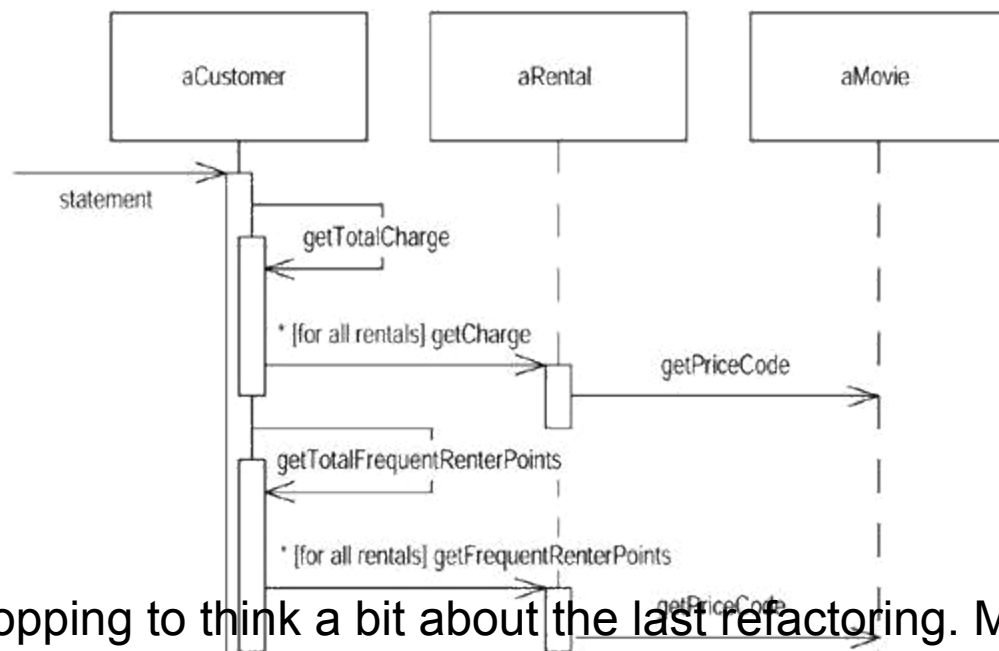 aCustomer
aRental
aMovie
statement
getTotalCharge
* [for all rentals] getCharge
getPriceCode
getTotalFrequentRenterPoints
* [for all rentals] getFrequentRenterPoints
getPriceCode
opping to think a bit about the last refactoring. M